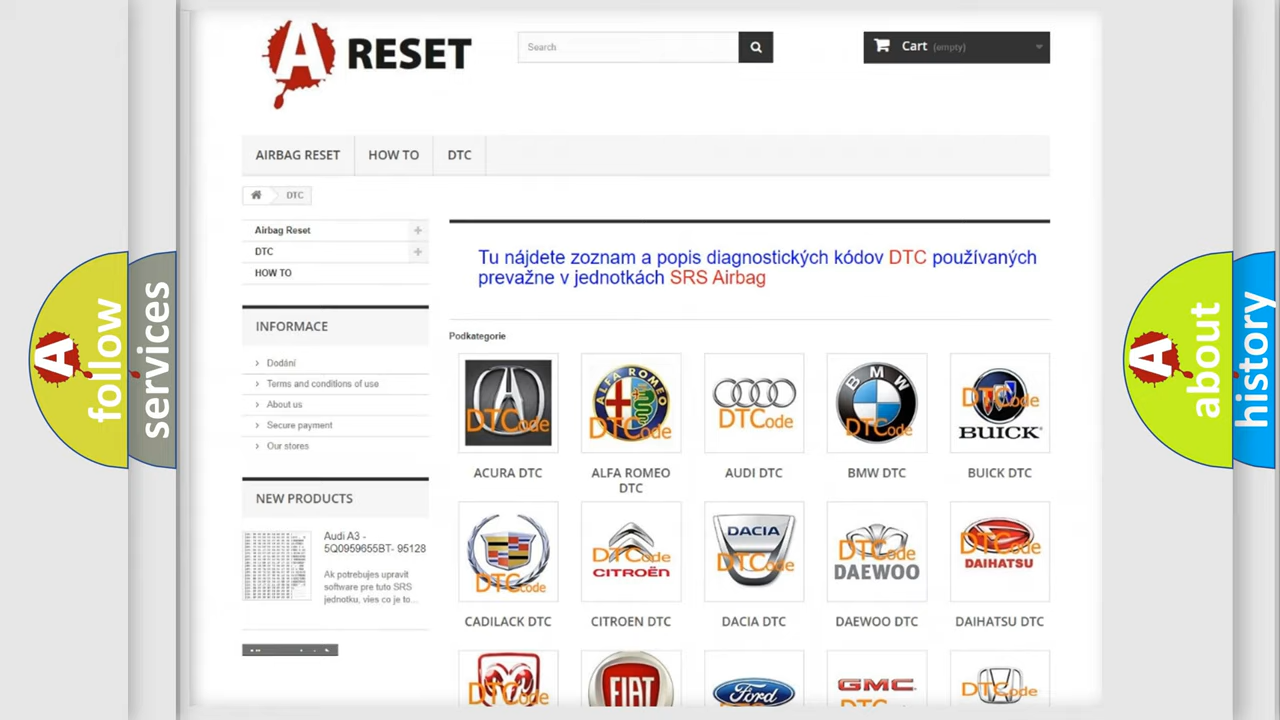 A RESET
Search
Cart (empty)
AIRBAG RESET
HOW TO
DTC
DTC
Airbag Reset
DTC
HOW TO
INFORMACE
Dodání
Terms and conditions of use
About us
Secure payment
Our stores
NEW PRODUCTS
Audi A3 -
5Q0959655BT- 95128
Ak potrebujes upravit
software pre tuto SRS
jednotku, vies co je to...
Tu nájdete zoznam a popis diagnostických kódov DTC používaných
prevažne v jednotkách SRS Airbag
Podkategorie
DTCode
ALFA ROMEO
DTCode
DTCode
BMW
DTCode
DTCode
BUICK
ACURA DTC
ALFA ROMEO
DTC
AUDI DTC
BMW DTC
BUICK DTC
DTCode
DTCode
CITROËN
DACIA
DTCode
DTCode
DAEWOO
DTCode
DAIHATSU
CADILACK DTC
CITROEN DTC
DACIA DTC
DAEWOO DTC
DAIHATSU DTC
DTCode
FIAT
Ford
GMC
DTCode
A follow
services
A about
history